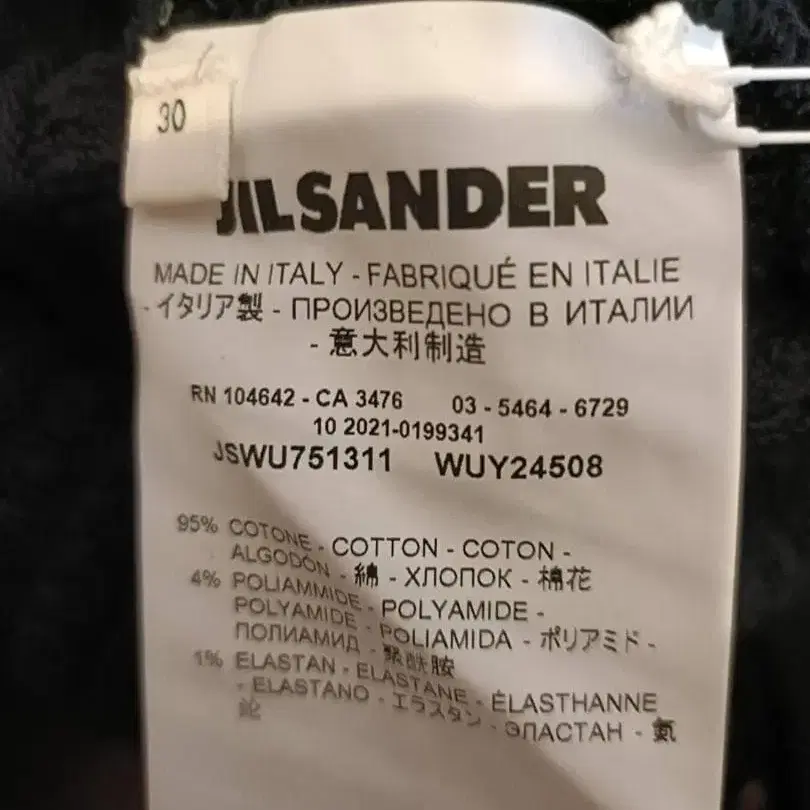 30
JIL SANDER
MADE IN ITALY - FABRIQUÉ EN ITALIE
- イタリア製 - ПРОИЗВЕДЕНО В ИТАЛИИ
- 意大利制造
RN 104642 - CA 3476 03 - 5464 - 6729
10 2021-0199341
JSWU751311 WUY24508
95% COTONE - COTTON - COTON -
ALGODÓN - 綿 - ХЛОПОК - 棉花
4% POLIAMMIDE - POLYAMIDE -
POLYAMIDE - POLIAMIDA - ポリアミド -
ПОЛИАМИД - 聚酰胺
1% ELASTAN - ELASTANE - ÉLASTHANNE
- ELASTANO - エラスタン - ЭЛАСТАН - 氨
纶